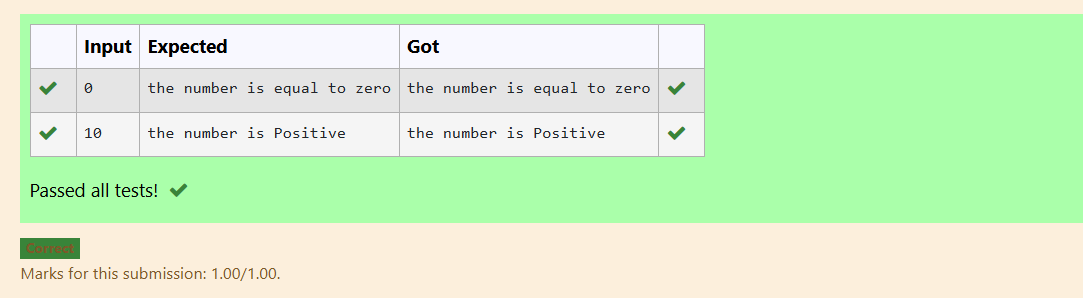 Input Expected Got
0 the number is equal to zero the number is equal to zero
10 the number is Positive the number is Positive
Passed all tests!
Correct
Marks for this submission: 1.00/1.00.